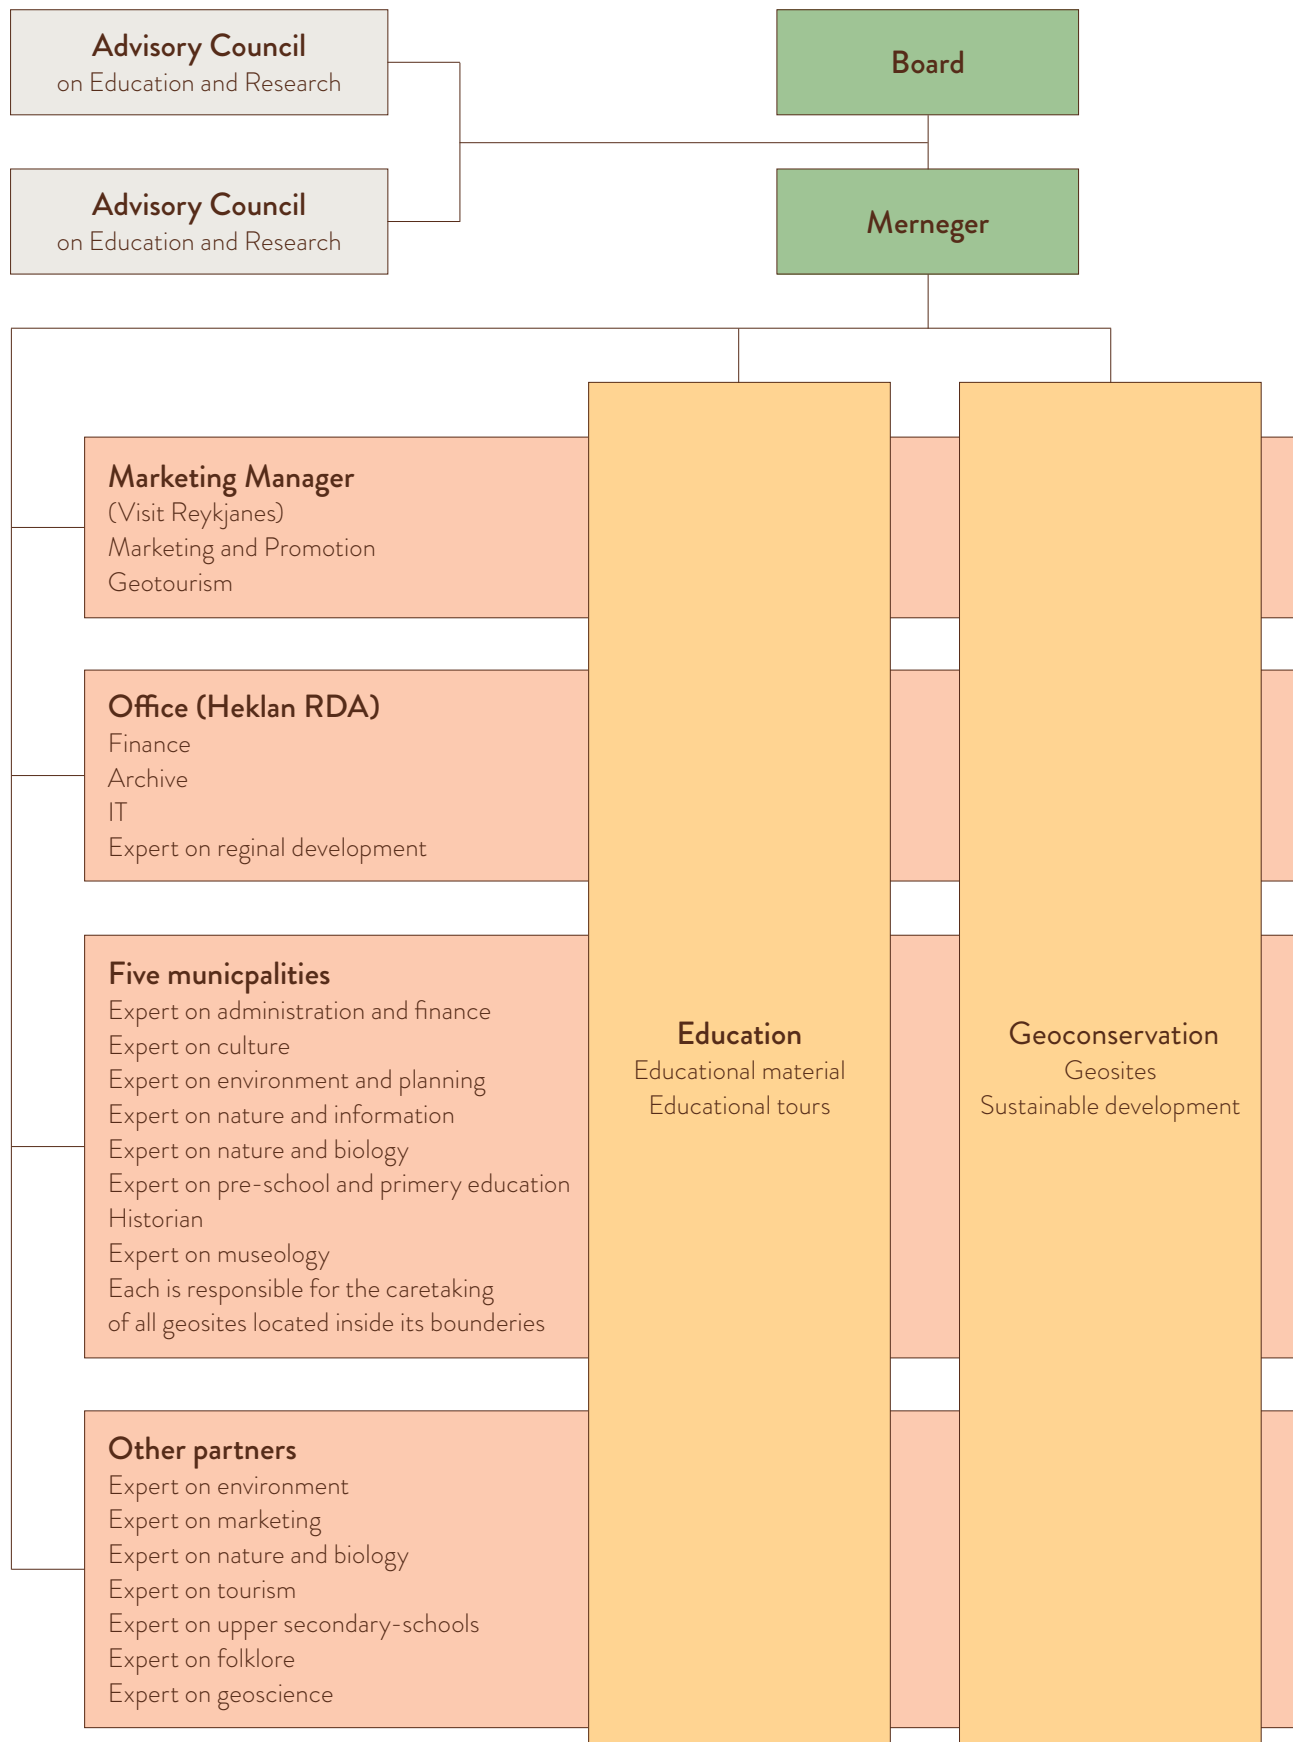 Advisory Council
on Education and Research
Board
Advisory Council
on Education and Research
Merneger
Marketing Manager
(Visit Reykjanes)
Marketing and Promotion
Geotourism
Office (Heklan RDA)
Finance
Archive
IT
Expert on reginal development
Five municpalities
Expert on administration and finance
Expert on culture
Expert on environment and planning
Expert on nature and information
Expert on nature and biology
Expert on pre-school and primery education
Historian
Expert on museology
Each is responsible for the caretaking
of all geosites located inside its bounderies
Education
Educational material
Educational tours
Geoconservation
Geosites
Sustainable development
Other partners
Expert on environment
Expert on marketing
Expert on nature and biology
Expert on tourism
Expert on upper secondary-schools
Expert on folklore
Expert on geoscience